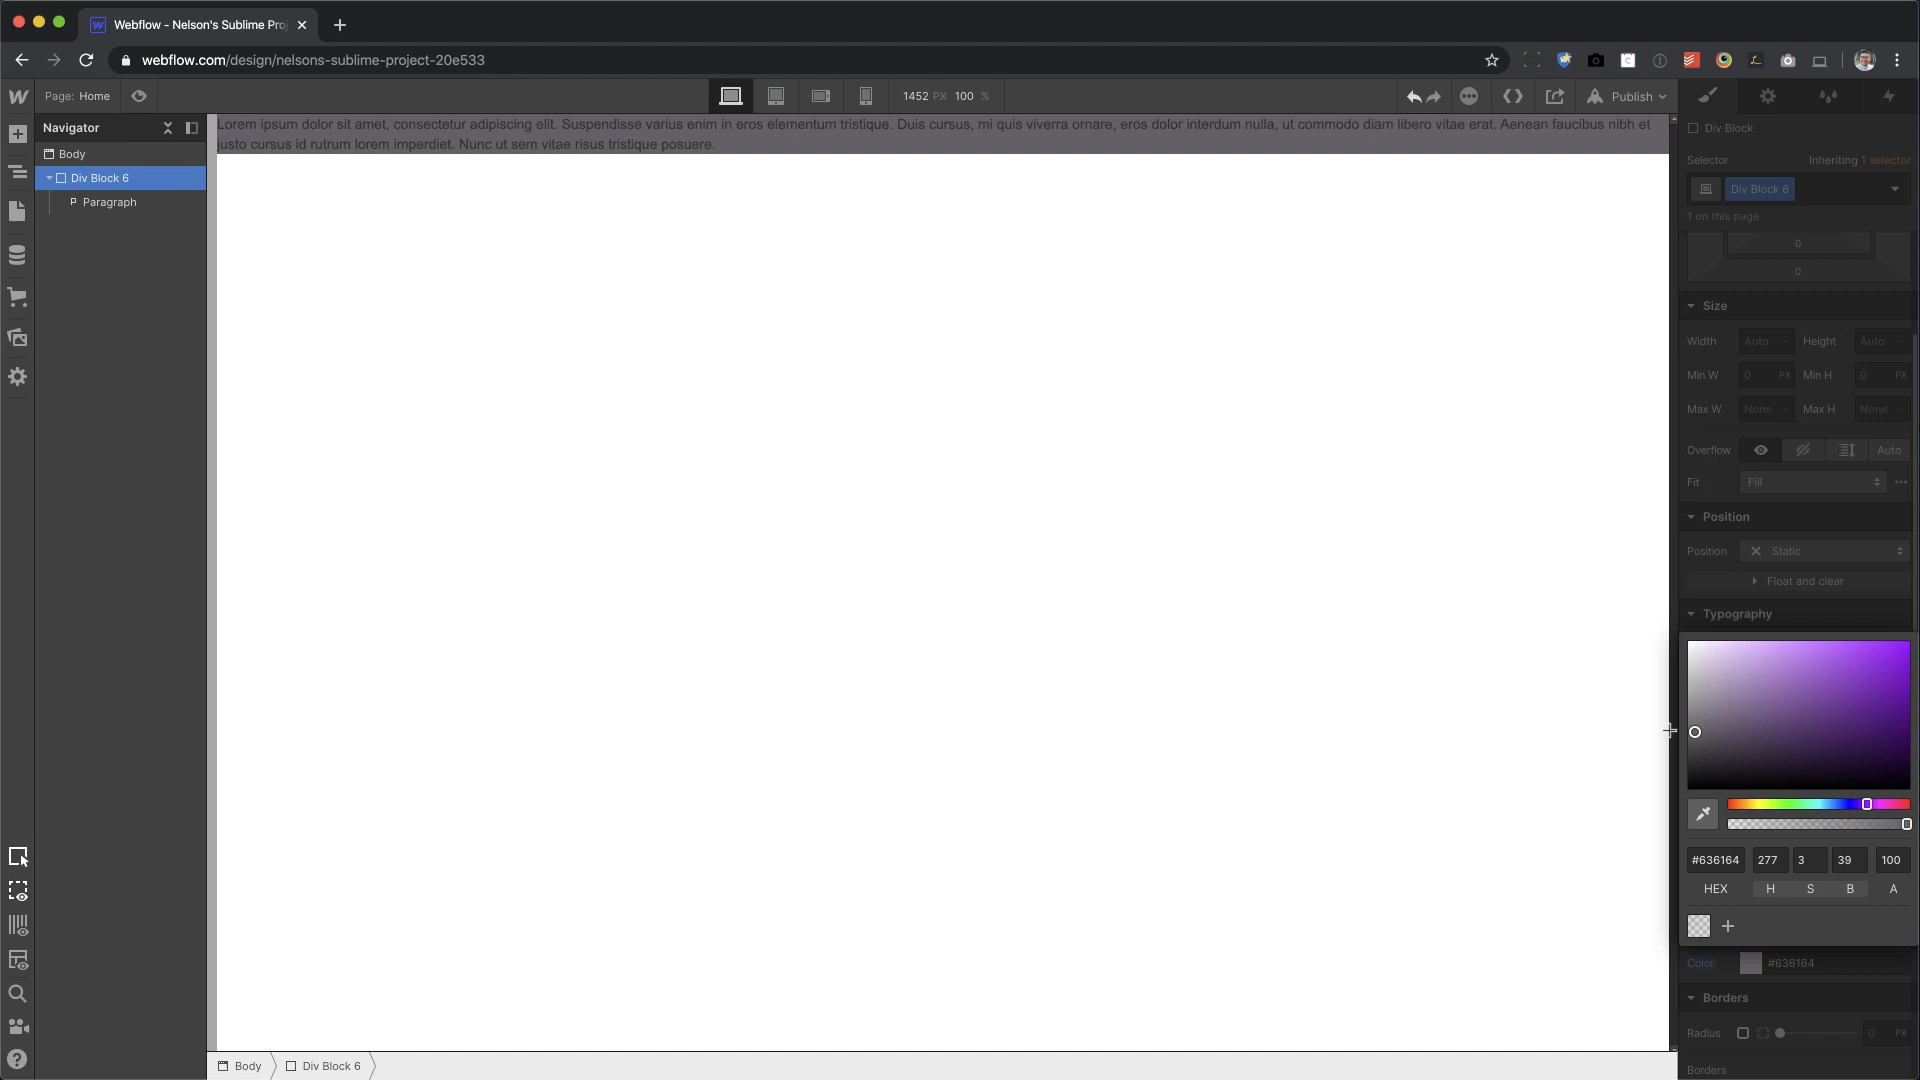 Webflow - Nelson's Sublime Pro
webflow.com/design/nelsons-sublime-project-20e533
Page: Home
1452 PX 100 %
Publish
Navigator
Body
Div Block 6
Paragraph
Lorem ipsum dolor sit amet, consectetur adipiscing elit. Suspendisse varius enim in eros elementum tristique. Duis cursus, mi quis viverra ornare, eros dolor interdum nulla, ut commodo diam libero vitae erat. Aenean faucibus nibh et
justo cursus id rutrum lorem imperdiet. Nunc ut sem vitae risus tristique posuere.
Div Block
Selector Inheriting 1 selector
Div Block 6
1 on this page
0
0
Size
Width Auto - Height Auto -
Min W 0 PX Min H 0 PX
Max W None - Max H None -
Overflow Auto
Fit Fill
Position
Position Static
Float and clear
Typography
#636164 277 3 39 100
HEX H S B A
Color #636164
Borders
Radius 0 PX
Borders
Body Div Block 6